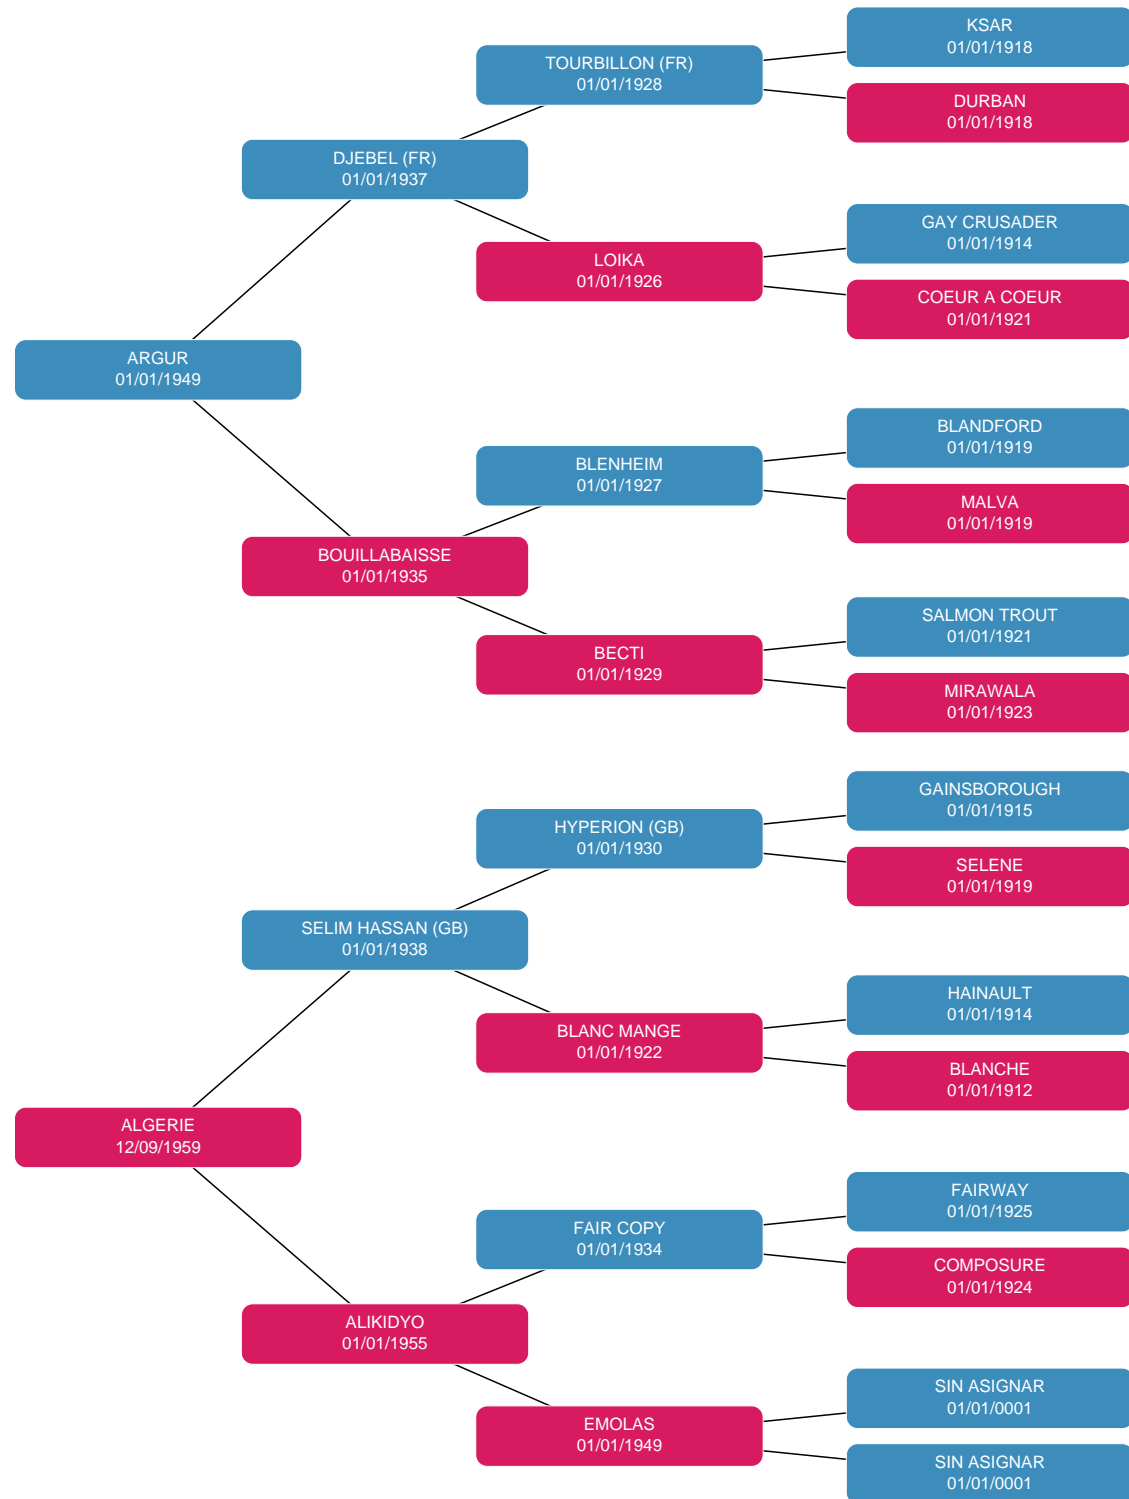 KSAR
01/01/1918
TOURBILLON (FR)
01/01/1928
DURBAN
01/01/1918
DJEBEL (FR)
01/01/1937
GAY CRUSADER
01/01/1914
LOIKA
01/01/1926
COEUR A COEUR
01/01/1921
ARGUR
01/01/1949
BLANDFORD
01/01/1919
BLENHEIM
01/01/1927
MALVA
01/01/1919
BOUILLABAISSE
01/01/1935
SALMON TROUT
01/01/1921
BECTI
01/01/1929
MIRAWALA
01/01/1923
GAINSBOROUGH
01/01/1915
HYPERION (GB)
01/01/1930
SELENE
01/01/1919
SELIM HASSAN (GB)
01/01/1938
HAINAULT
01/01/1914
BLANC MANGE
01/01/1922
BLANCHE
01/01/1912
ALGERIE
12/09/1959
FAIRWAY
01/01/1925
FAIR COPY
01/01/1934
COMPOSURE
01/01/1924
ALIKIDYO
01/01/1955
SIN ASIGNAR
01/01/0001
EMOLAS
01/01/1949
SIN ASIGNAR
01/01/0001